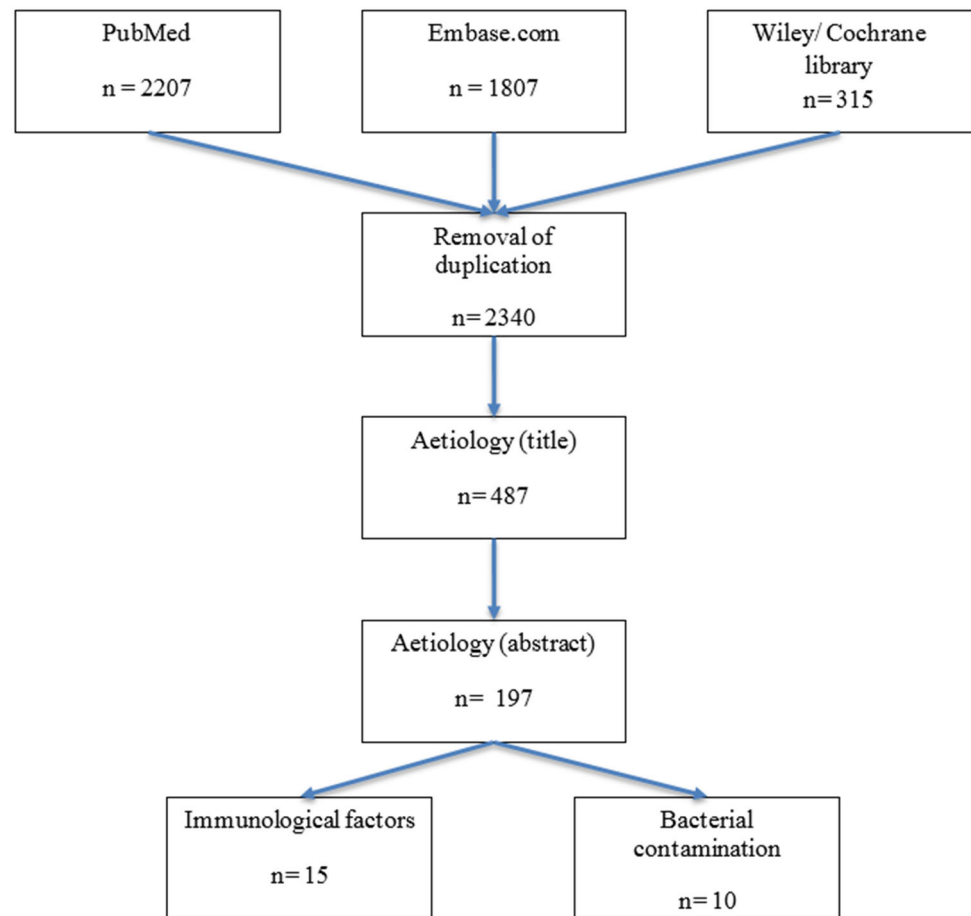 PubMed
n = 2207
Embase.com
n = 1807
Wiley/ Cochrane
library
n= 315
Removal of
duplication
n= 2340
Aetiology (title)
n= 487
Aetiology (abstract)
n=  197
Immunological factors
n= 15
Bacterial
contamination
n= 10